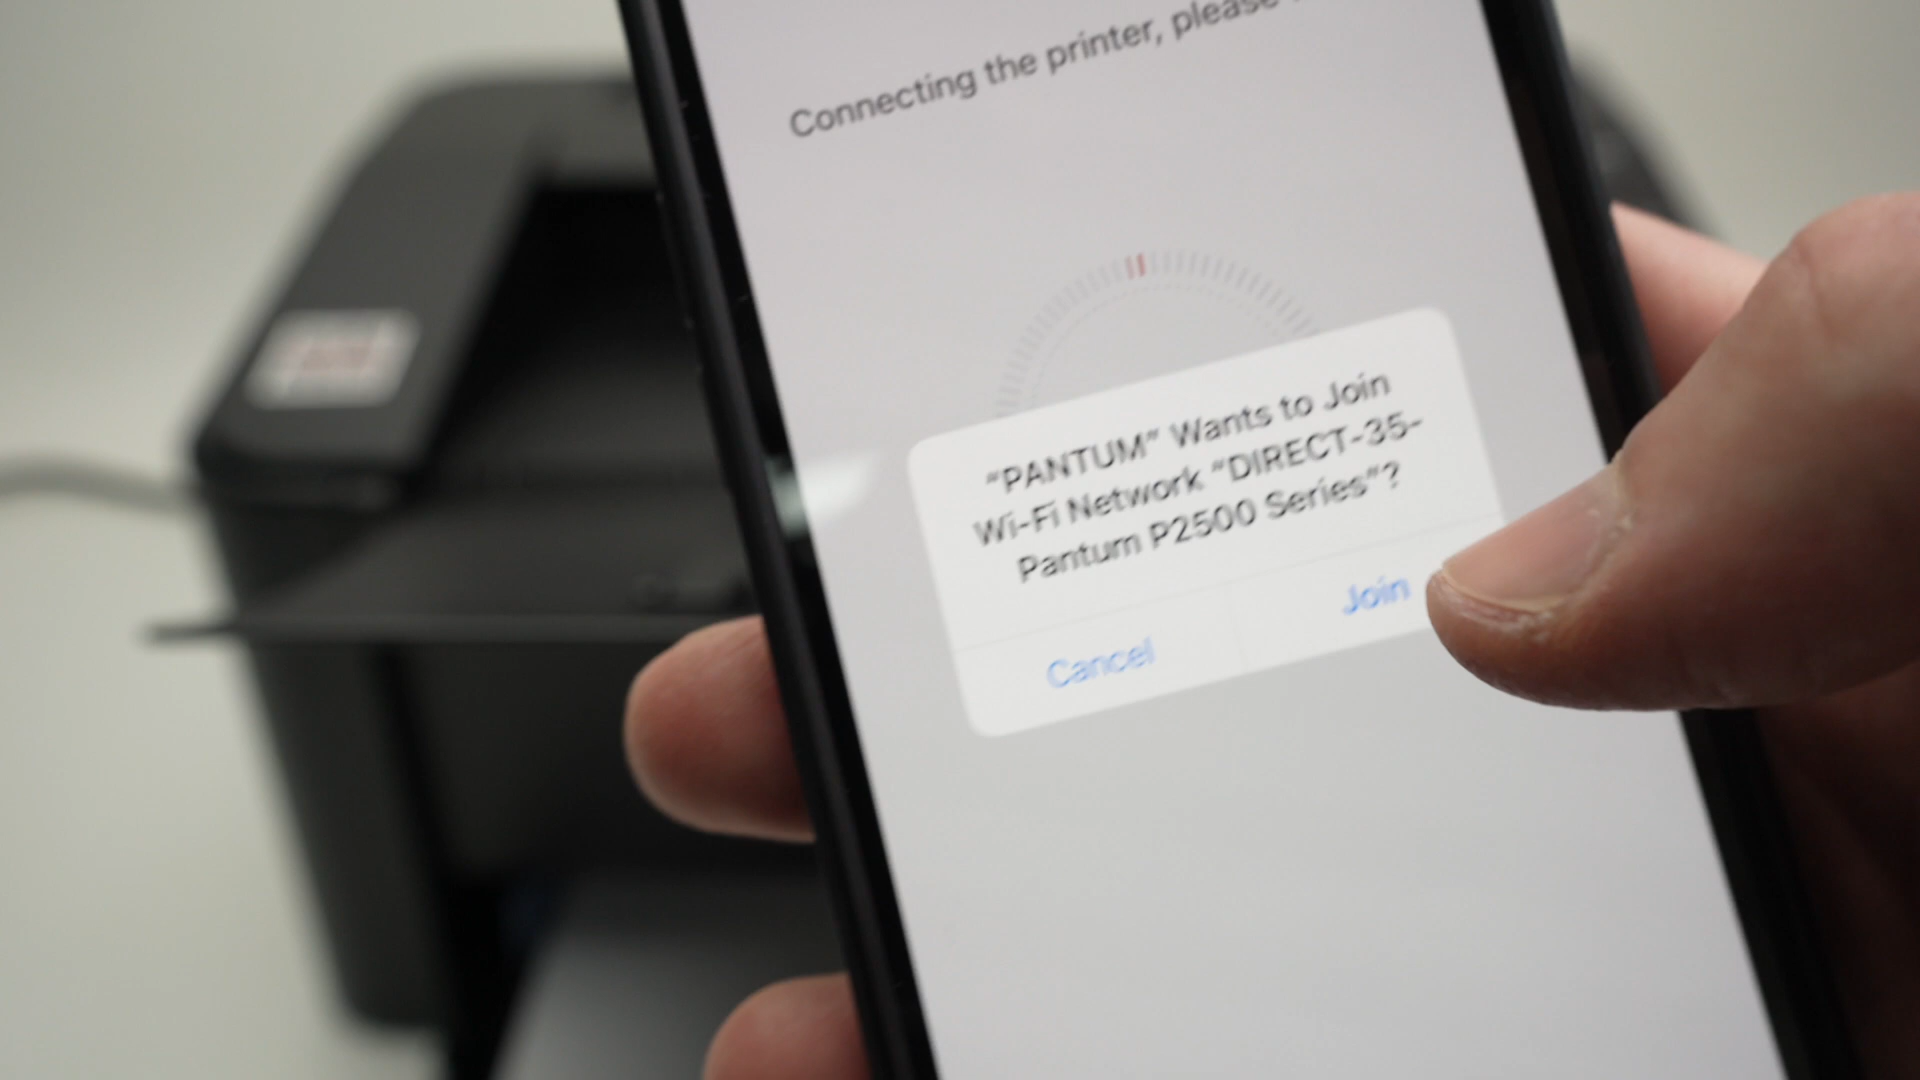 Connecting the printer, please
“PANTUM” Wants to Join
Wi-Fi Network “DIRECT-35-
Pantum P2500 Series”?
Cancel
Join